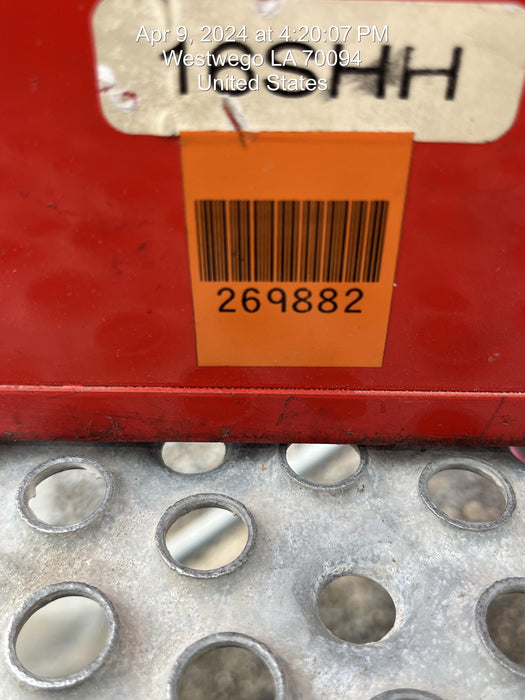 Apr 9, 2024 at 4:20:07 PM
Westwego LA 70094
United States
269882